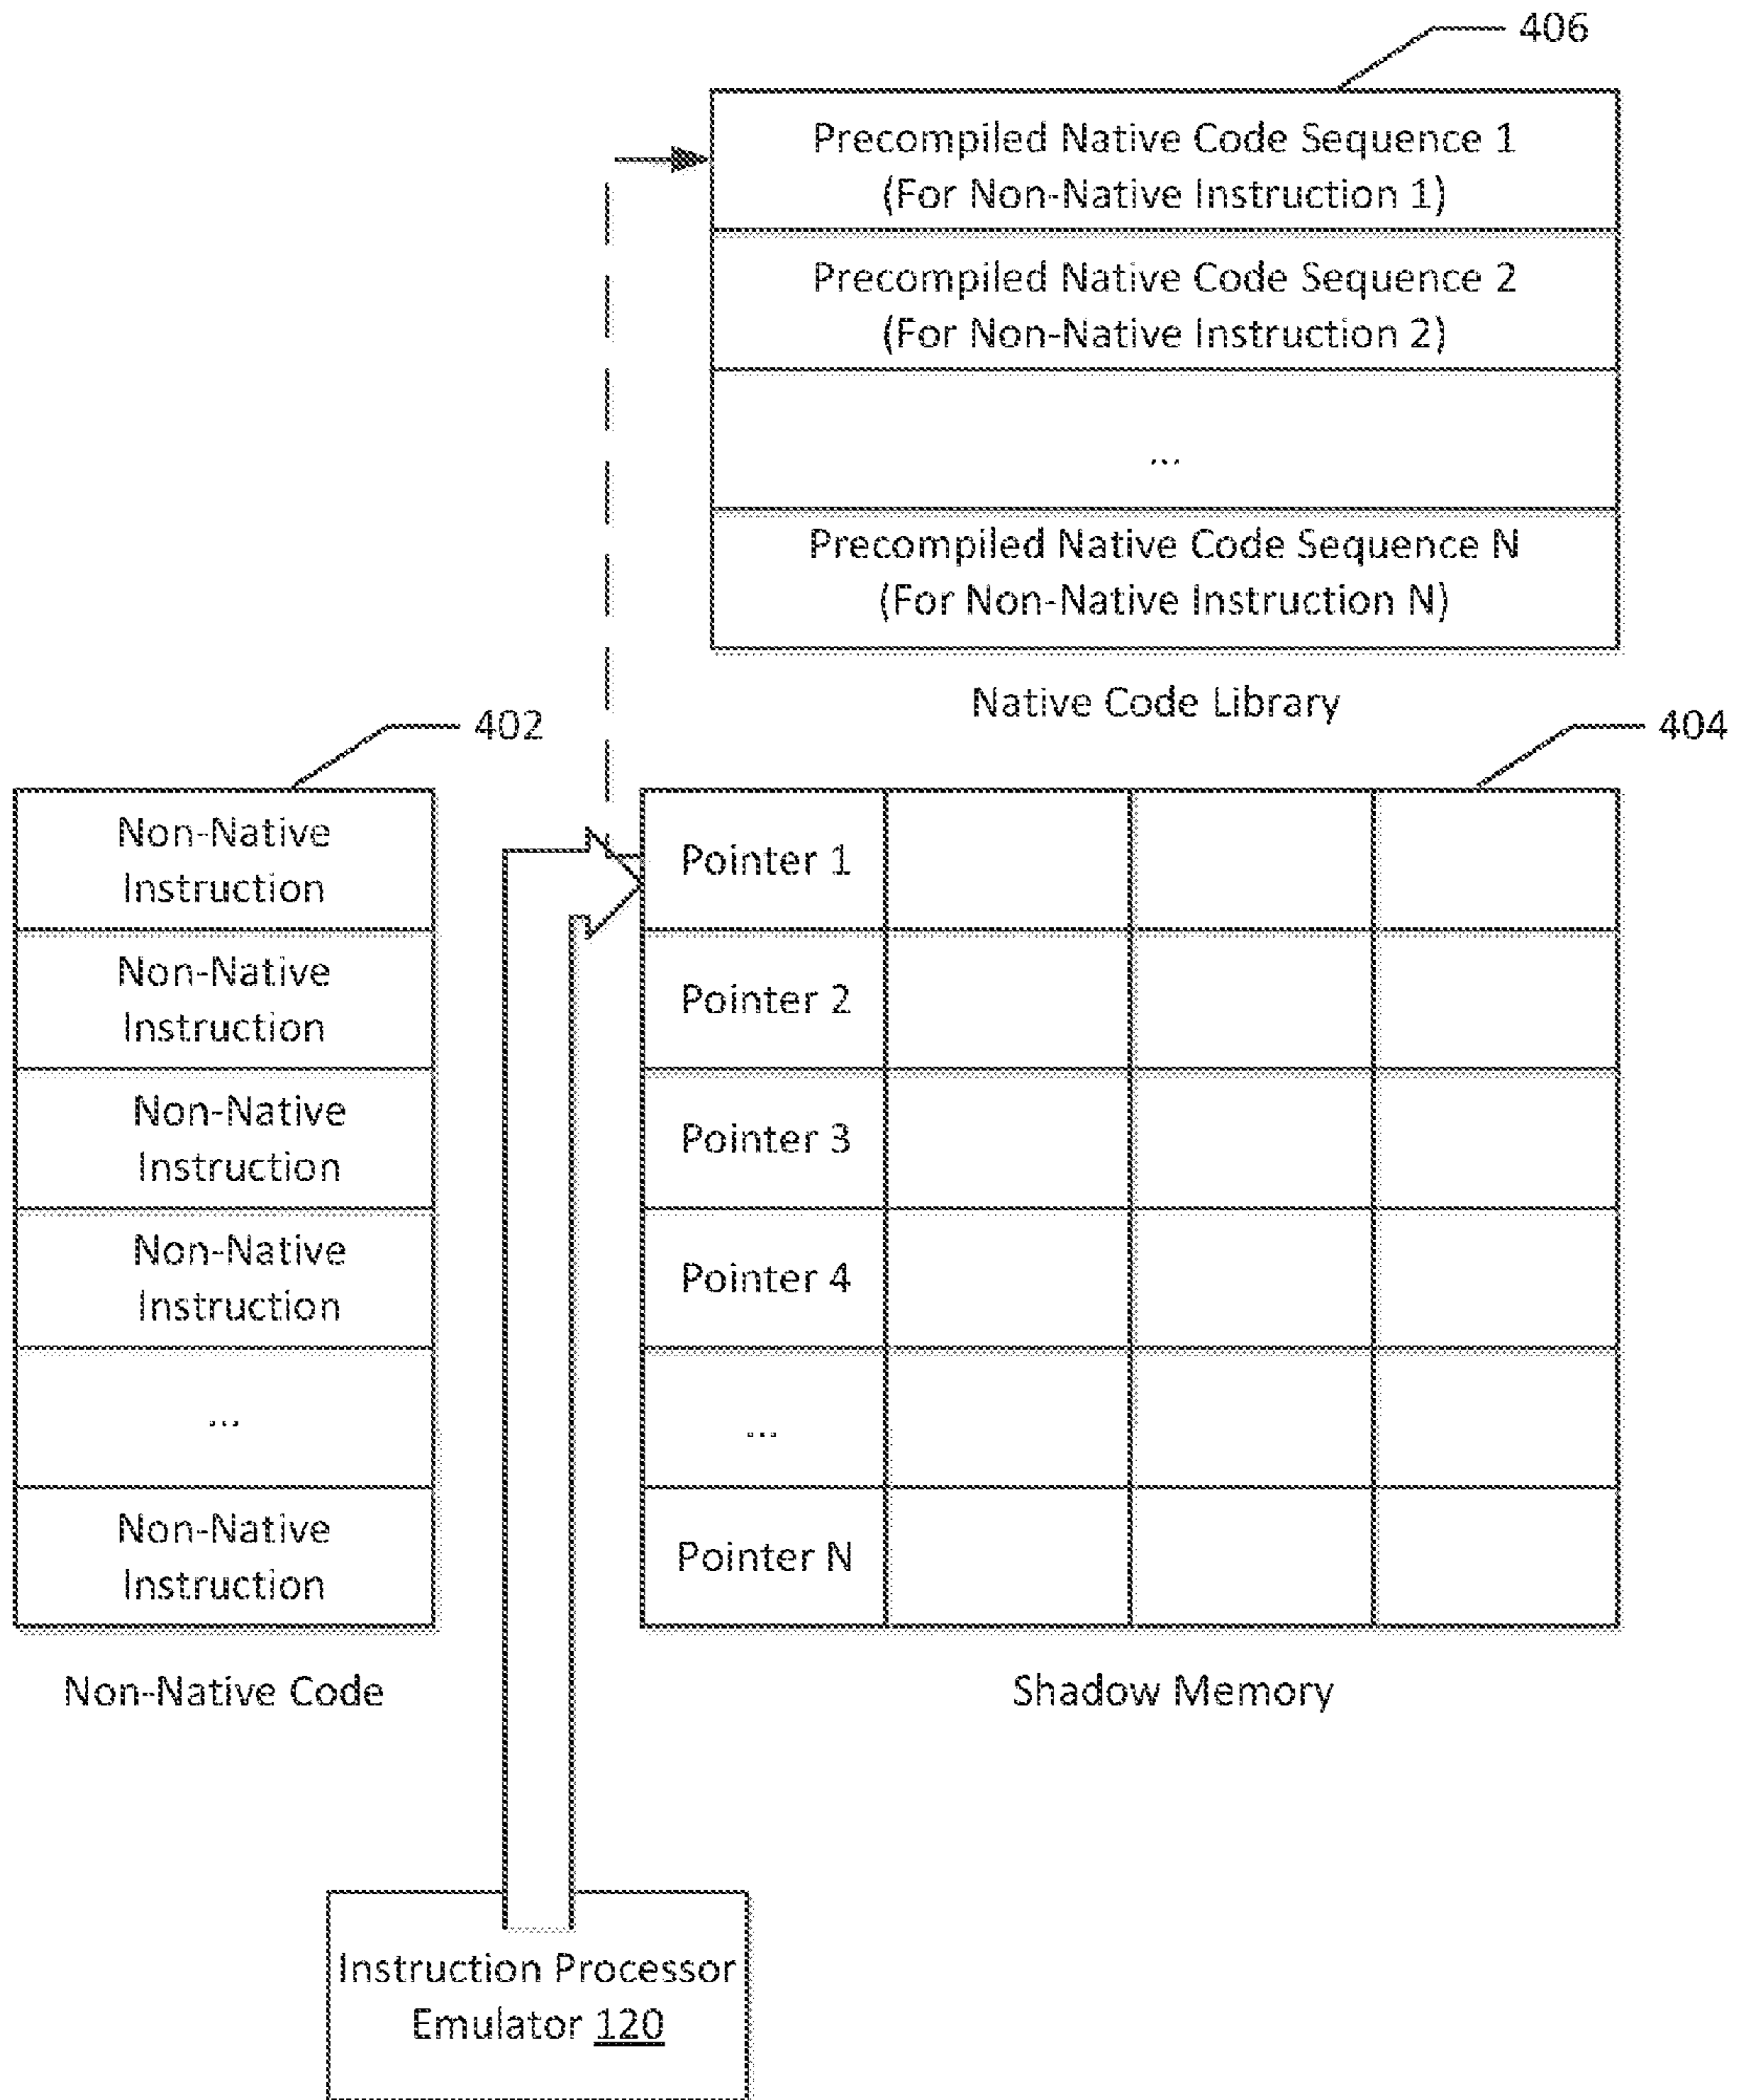 406
Precompiled Native Code Sequence 1
(For Non-Native Instruction 1)
Precompiled Native Code Sequence 2
(For Non-Native Instruction 2)
...
Precompiled Native Code Sequence N
(For Non-Native Instruction N)
Native Code Library
402
Non-Native
Instruction
Non-Native
Instruction
Non-Native
Instruction
Non-Native
Instruction
...
Non-Native
Instruction
Non-Native Code
404
Pointer 1
Pointer 2
Pointer 3
Pointer 4
...
Pointer N
Shadow Memory
Instruction Processor
Emulator 120